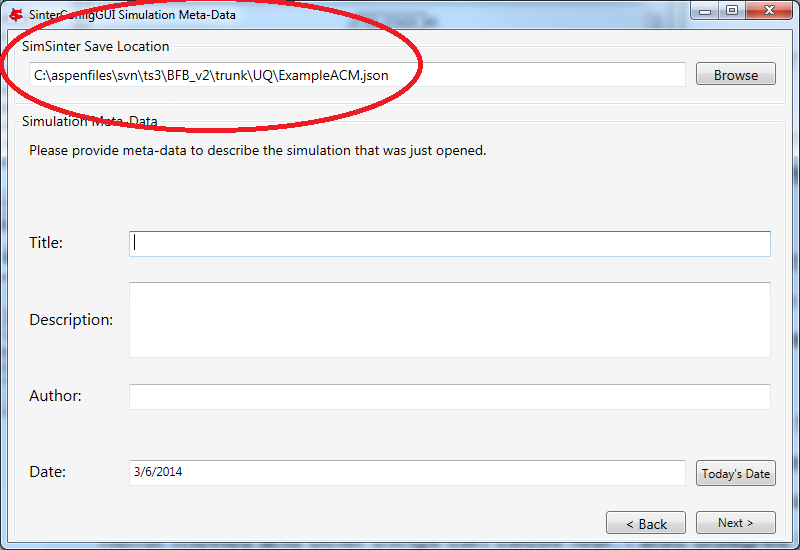 SinterConfigGUI Simulation Meta-Data
SimSinter Save Location
C:\aspenfiles\svn\ts3\BFB_v2\trunk\UQ\ExampleACM.json
Browse
Simulation Meta-Data
Please provide meta-data to describe the simulation that was just opened.
Title:
Description:
Author:
Date:
3/6/2014
Today's Date
< Back
Next >